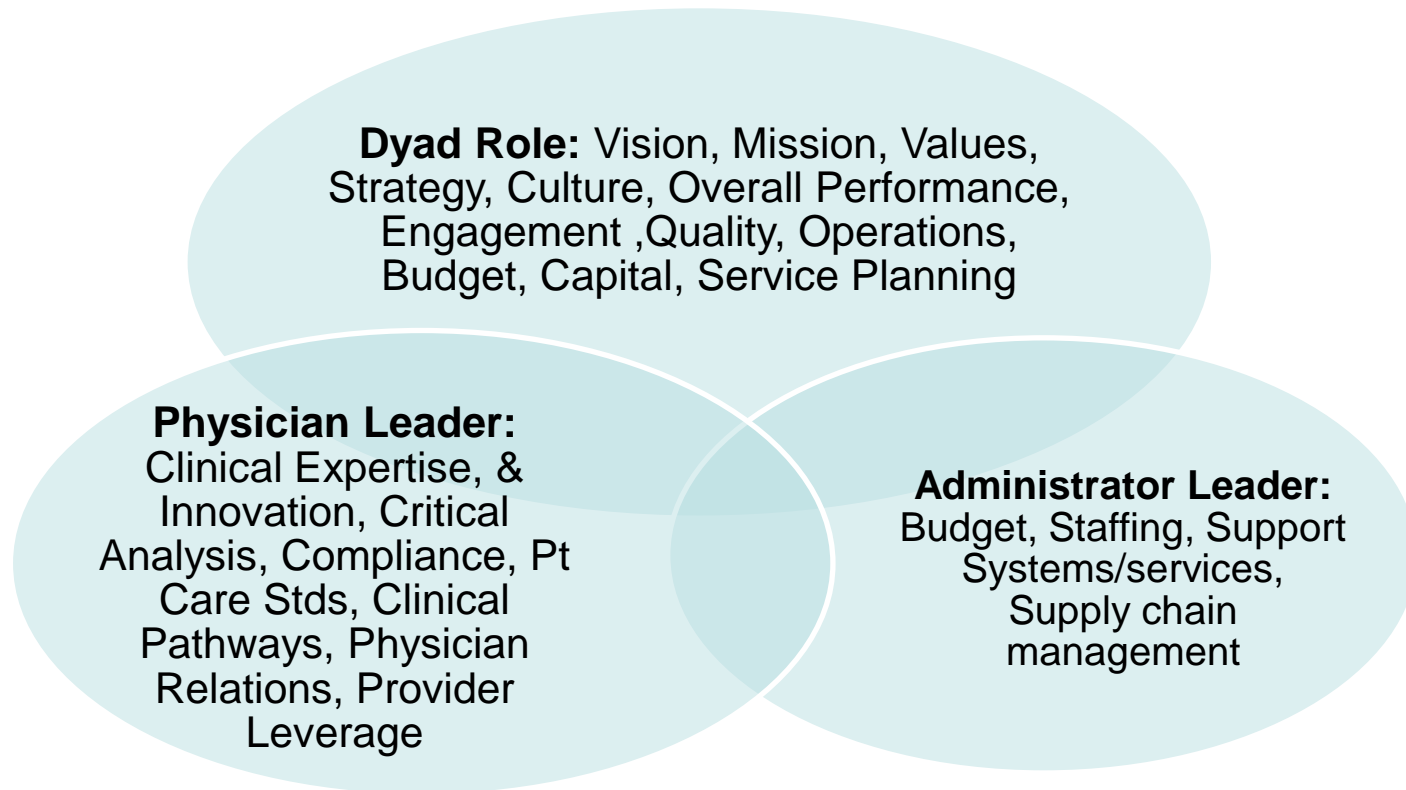 Dyad Role: Vision, Mission, Values,
Strategy, Culture, Overall Performance,
Engagement ,Quality, Operations,
Budget, Capital, Service Planning
Physician Leader:
Clinical Expertise, &
Innovation, Critical
Analysis, Compliance, Pt
Care Stds, Clinical
Pathways, Physician
Relations, Provider
Leverage
Administrator Leader:
Budget, Staffing, Support
Systems/services,
Supply chain
management